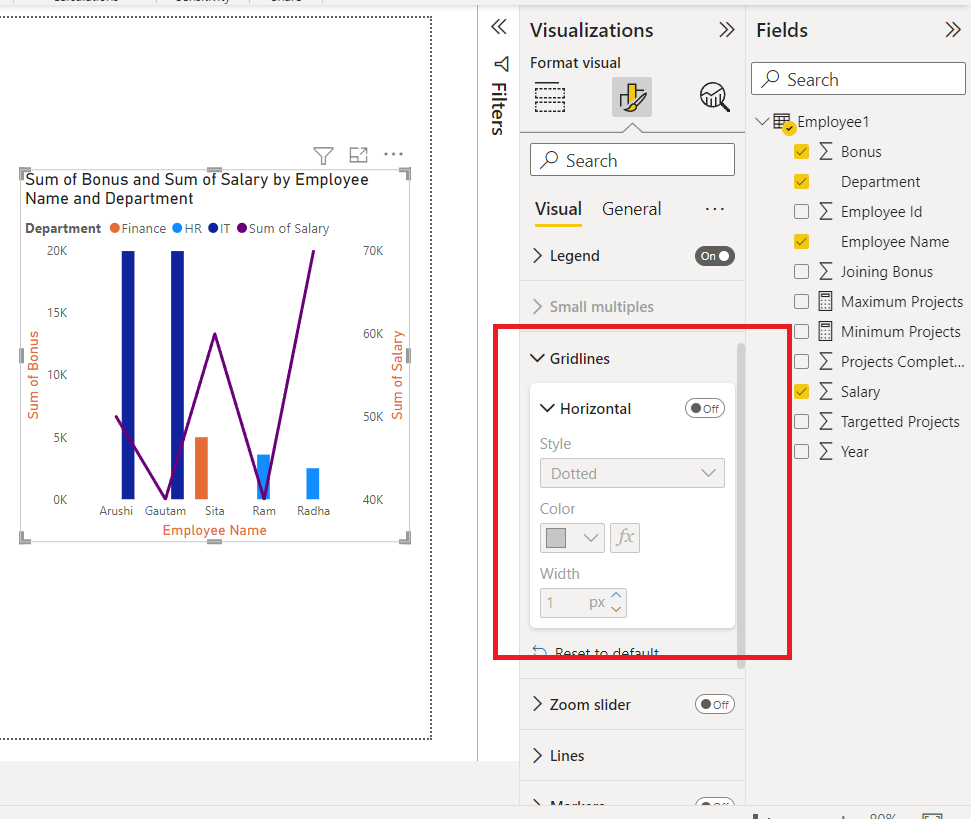 Visualizations
Fields
Format visual
Filters
Search
Search
Employee1
Bonus
Department
Employee Id
Employee Name
Joining Bonus
Maximum Projects
Minimum Projects
Projects Complet...
Salary
Targetted Projects
Year
Visual General ...
Legend On
Small multiples
Gridlines
Horizontal Off
Style
Dotted
Color
fx
Width
1 px
Reset to default
Zoom slider Off
Lines
Markers Off
Sum of Bonus and Sum of Salary by Employee
Name and Department
Department Finance HR IT Sum of Salary
20K
15K
10K
5K
0K
Sum of Bonus
70K
60K
50K
40K
Sum of Salary
Arushi Gautam Sita Ram Radha
Employee Name
80%